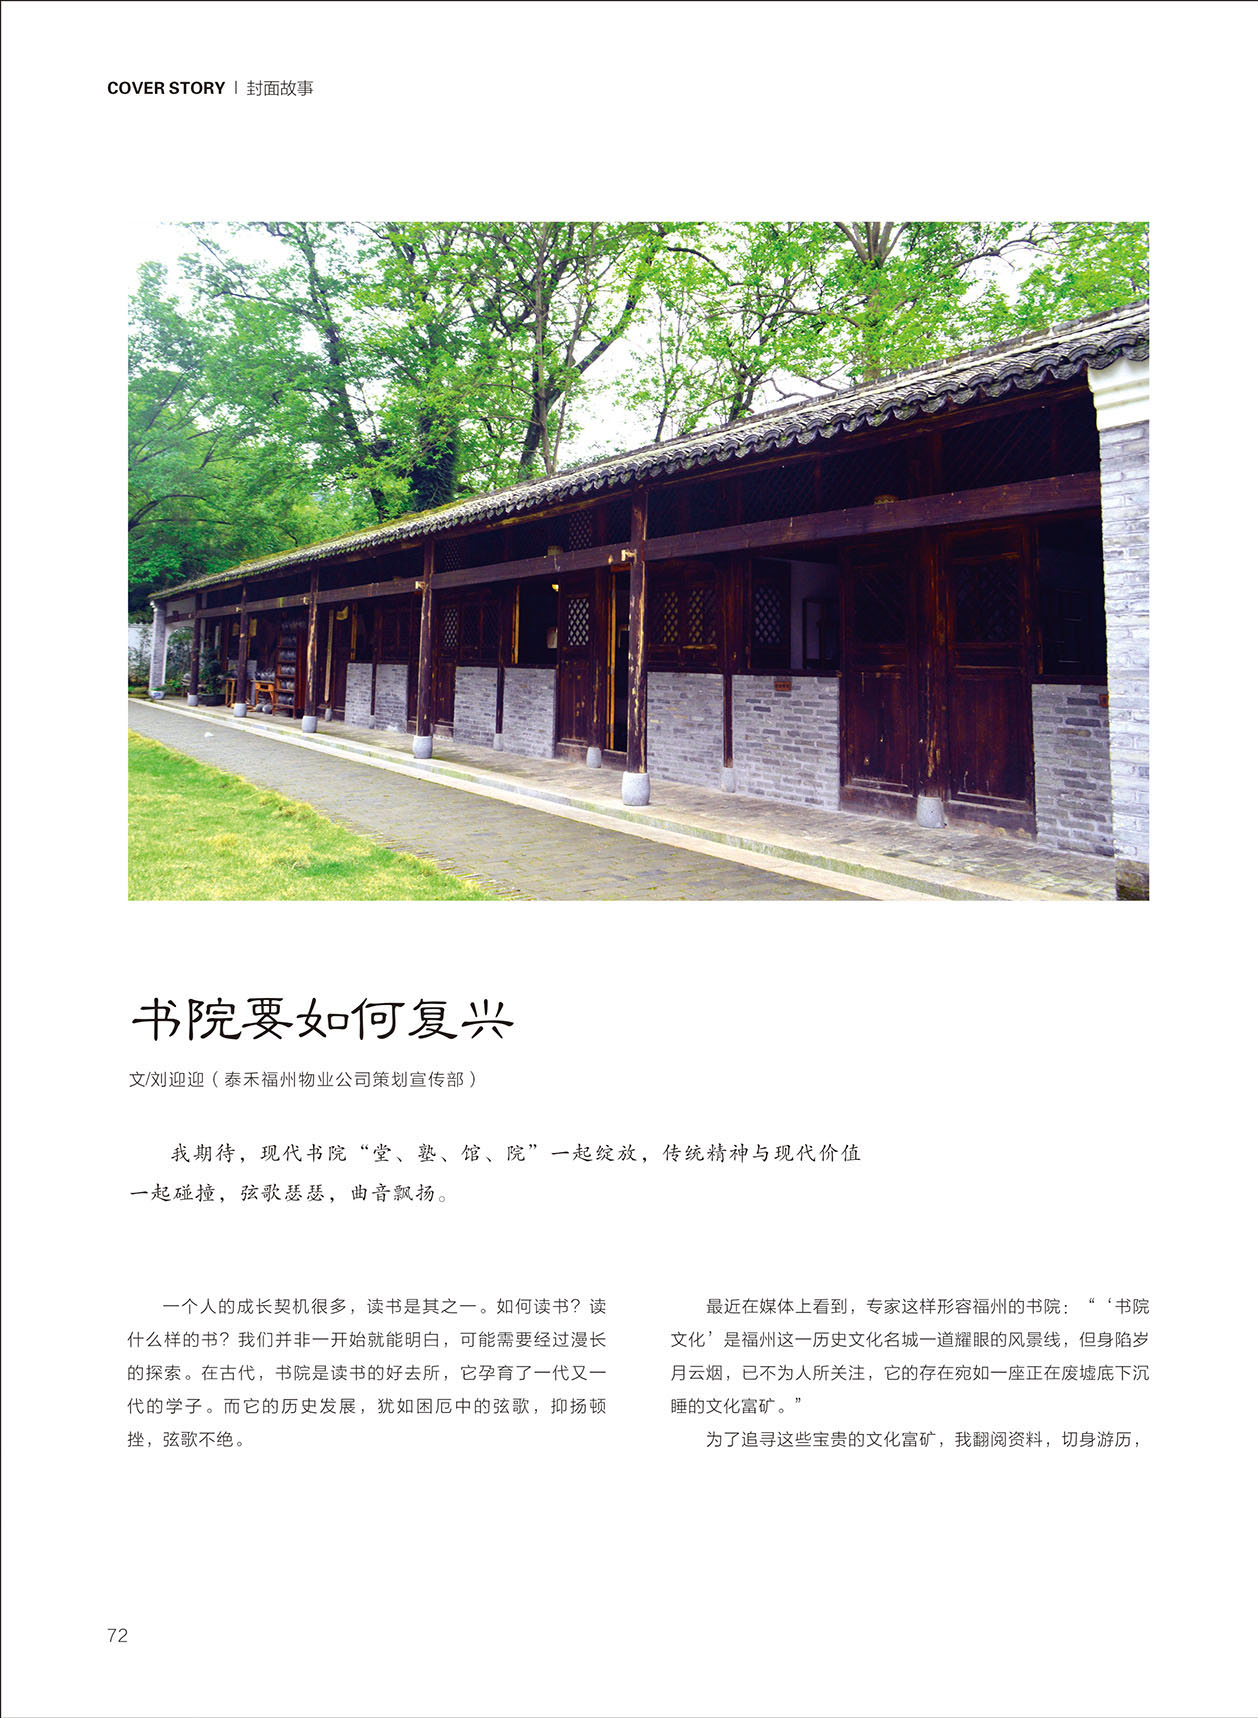 COVER STORY | 封面故事
书院要如何复兴
文/刘迎迎（泰禾福州物业公司策划宣传部）
我期待，现代书院“堂、塾、馆、院”一起绽放，传统精神与现代价值
一起碰撞，弦歌瑟瑟，曲音飘扬。
一个人的成长契机很多，读书是其之一。如何读书？读
什么样的书？我们并非一开始就能明白，可能需要经过漫长
的探索。在古代，书院是读书的好去所，它孕育了一代又一
代的学子。而它的历史发展，犹如困厄中的弦歌，抑扬顿
挫，弦歌不绝。
最近在媒体上看到，专家这样形容福州的书院：“‘书院
文化’是福州这一历史文化名城一道耀眼的风景线，但身陷岁
月云烟，已不为人所关注，它的存在宛如一座正在废墟底下沉
睡的文化富矿。”
为了追寻这些宝贵的文化富矿，我翻阅资料，切身游历，
72